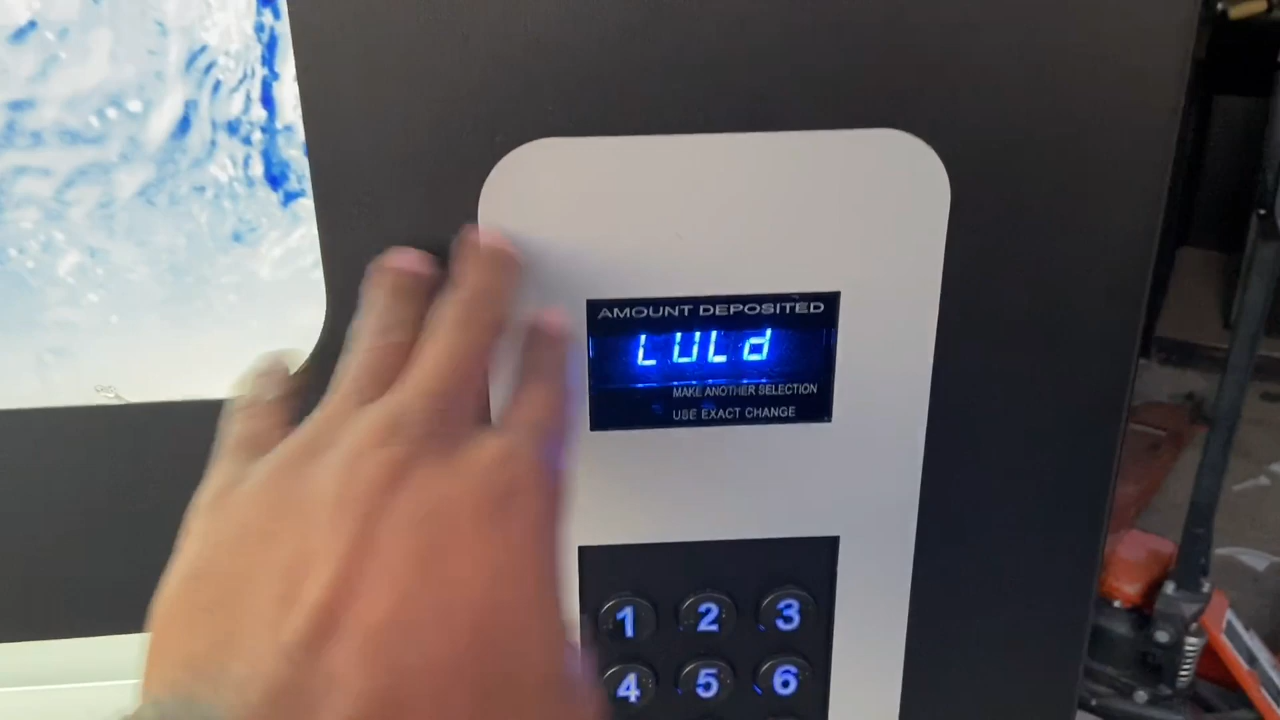 AMOUNT DEPOSITED
LULd
MAKE ANOTHER SELECTION
USE EXACT CHANGE
1 2 3
4 5 6